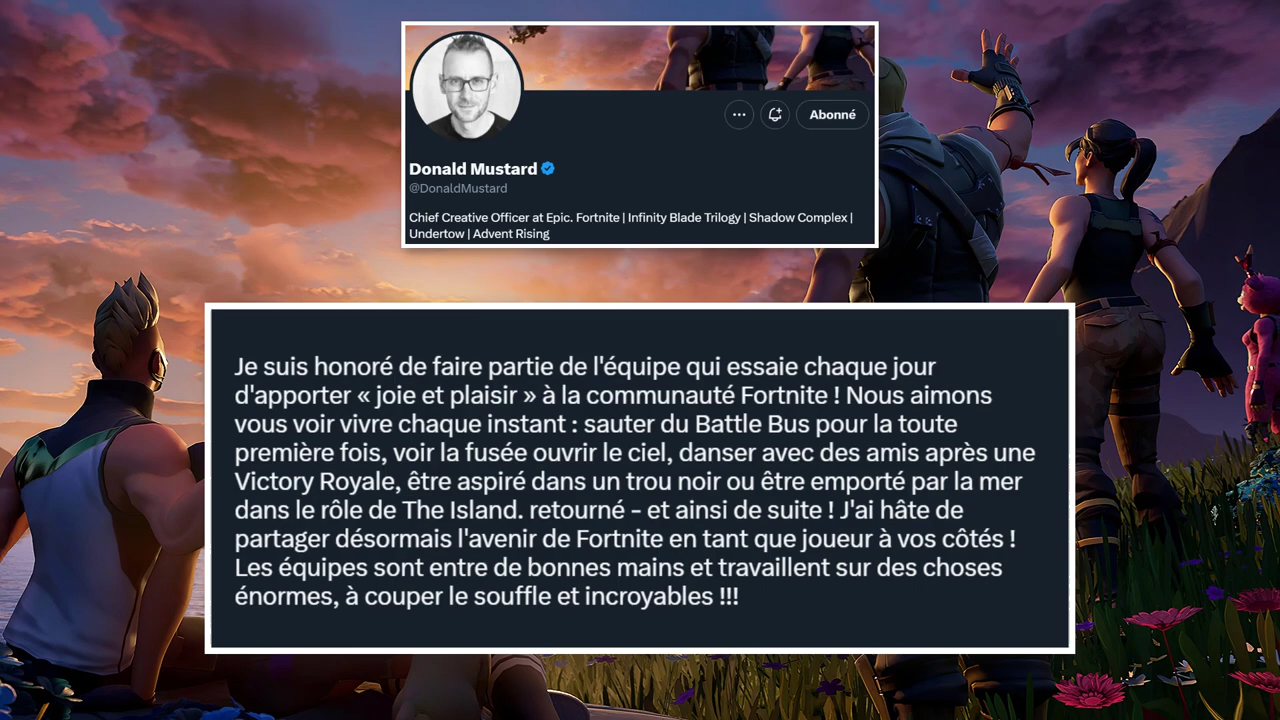 Abonné
Donald Mustard
@DonaldMustard
Chief Creative Officer at Epic. Fortnite | Infinity Blade Trilogy | Shadow Complex |
Undertow | Advent Rising
Je suis honoré de faire partie de l'équipe qui essaie chaque jour
d'apporter « joie et plaisir » à la communauté Fortnite ! Nous aimons
vous voir vivre chaque instant : sauter du Battle Bus pour la toute
première fois, voir la fusée ouvrir le ciel, danser avec des amis après une
Victory Royale, être aspiré dans un trou noir ou être emporté par la mer
dans le rôle de The Island. retourné - et ainsi de suite ! J'ai hâte de
partager désormais l'avenir de Fortnite en tant que joueur à vos côtés !
Les équipes sont entre de bonnes mains et travaillent sur des choses
énormes, à couper le souffle et incroyables !!!